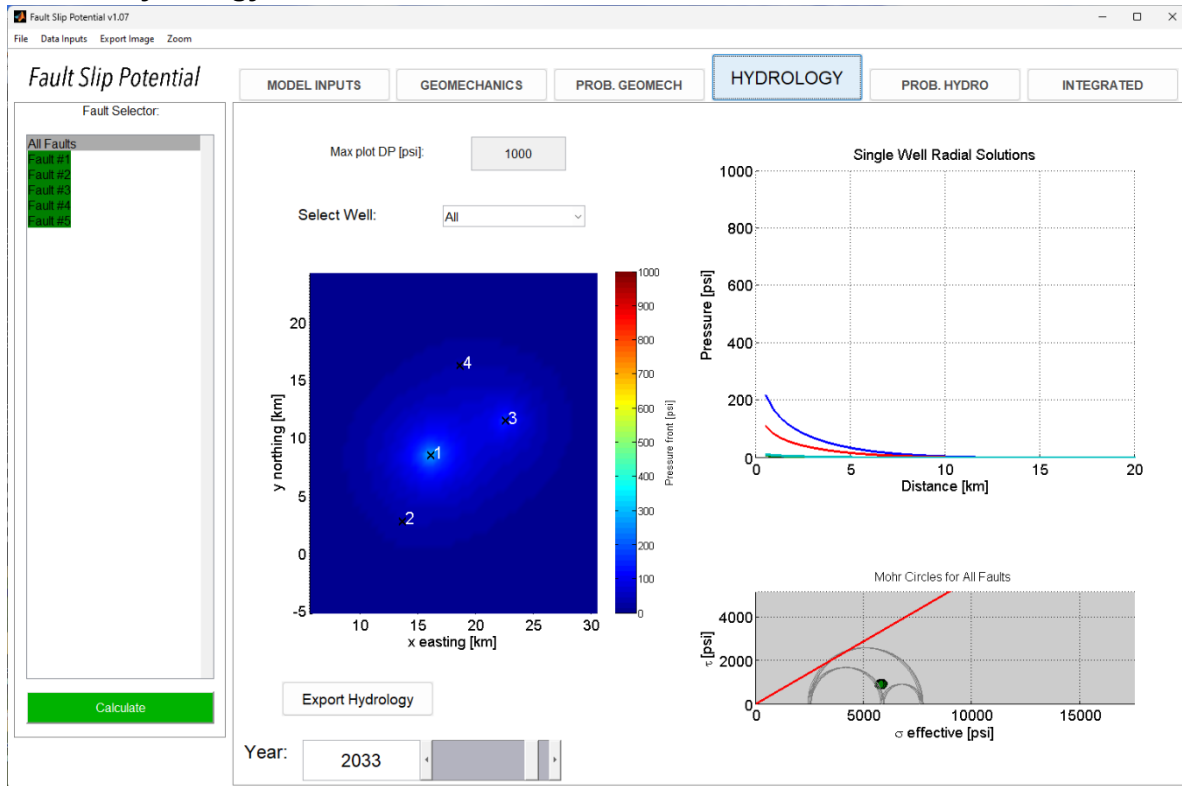 Fault Slip Potential v1.07
File Data Inputs Export Image Zoom
Fault Slip Potential
MODEL INPUTS
GEOMECHANICS
PROB. GEOMECH
HYDROLOGY
PROB. HYDRO
INTEGRATED
Fault Selector:
All Faults
Fault #1
Fault #2
Fault #3
Fault #4
Fault #5
Calculate
Max plot DP [psi]:
1000
Select Well:
All
20
15
10
5
0
-5
y northing [km]
10 15 20 25 30
x easting [km]
4
3
1
2
1000
900
800
700
600
500
400
300
200
100
0
Pressure front [psi]
Export Hydrology
Year:
2033
Single Well Radial Solutions
1000
800
600
400
200
0
Pressure [psi]
0 5 10 15 20
Distance [km]
Mohr Circles for All Faults
4000
2000
0
τ [psi]
0 5000 10000 15000
σ effective [psi]